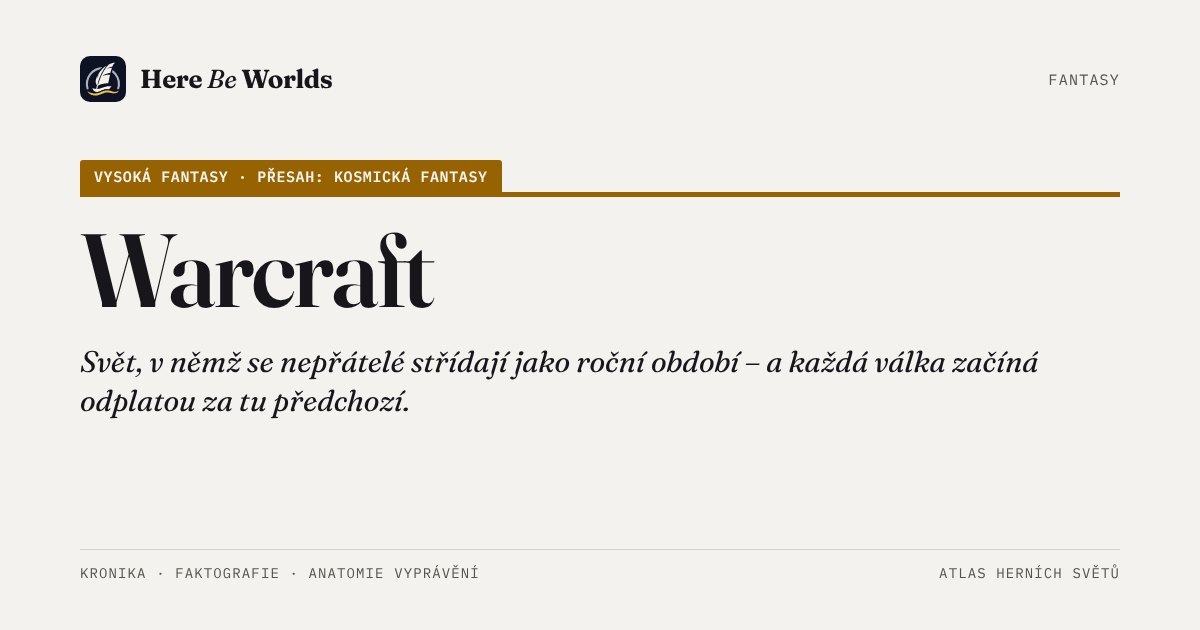 Here Be Worlds
FANTASY
VYSOKÁ FANTASY · PŘESAH: KOSMICKÁ FANTASY
Warcraft
Svět, v němž se nepřátelé střídají jako roční období – a každá válka začíná
odplatou za tu předchozí.
KRONIKA · FAKTOGRAFIE · ANATOMIE VYPRÁVĚNÍ
ATLAS HERNÍCH SVĚTŮ